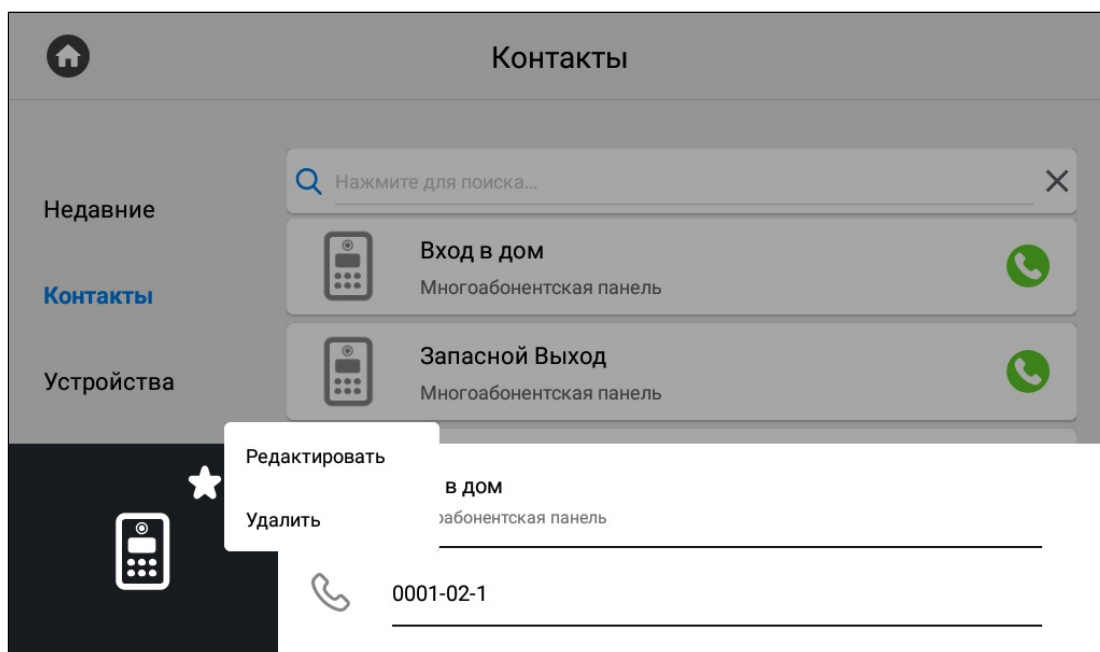 Контакты
Нажмите для поиска...
Недавние
Вход в дом
Многоабонентская панель
Контакты
Запасной Выход
Устройства
Многоабонентская панель
Редактировать
в дом
Удалить
рабонентская панель
0001-02-1